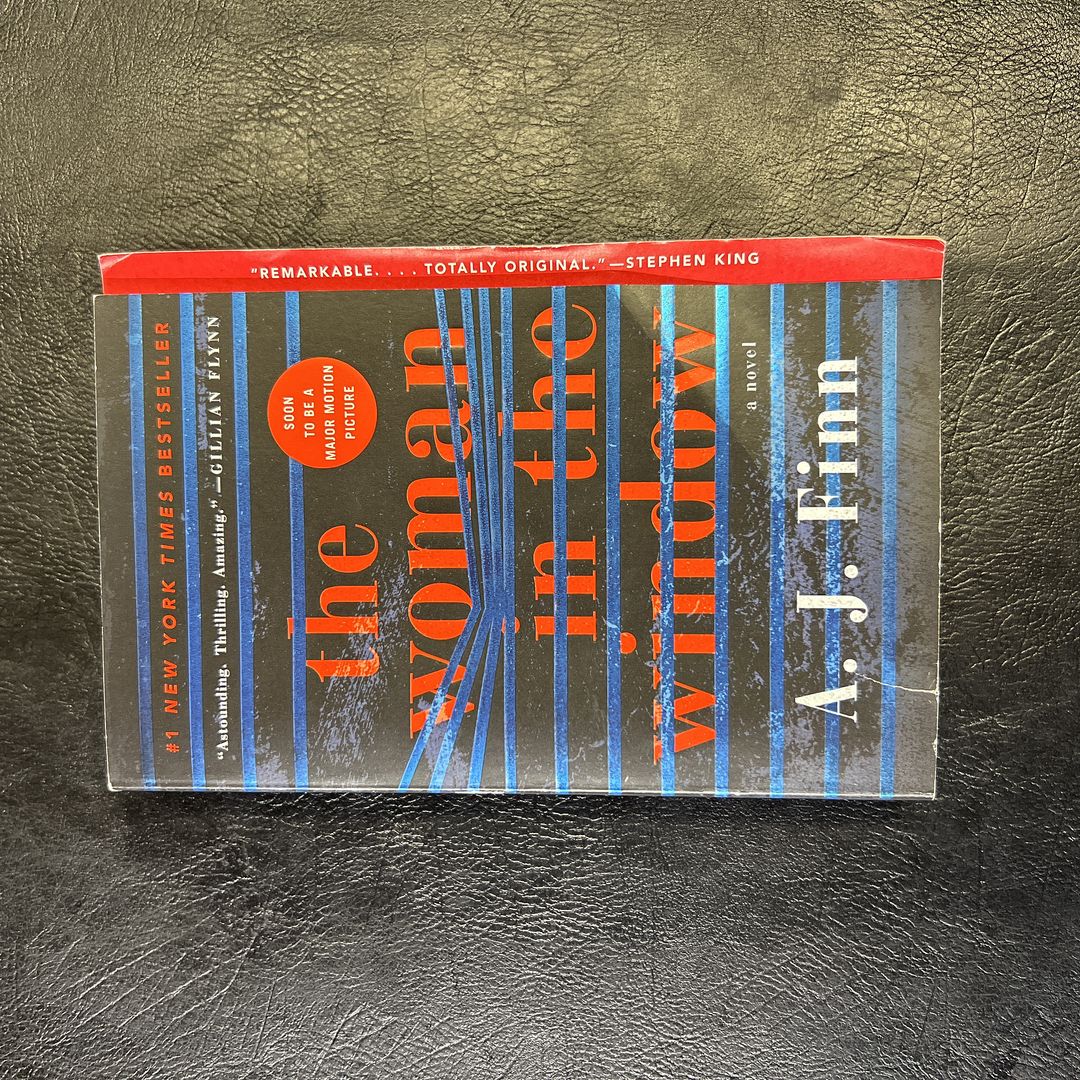 "REMARKABLE. . . . TOTALLY ORIGINAL."—STEPHEN KING
#1 NEW YORK TIMES BESTSELLER
"Astounding. Thrilling. Amazing."—GILLIAN FLYNN
SOON
TO BE A
MAJOR MOTION
PICTURE
the
woman
in the
window
a novel
A. J. Finn